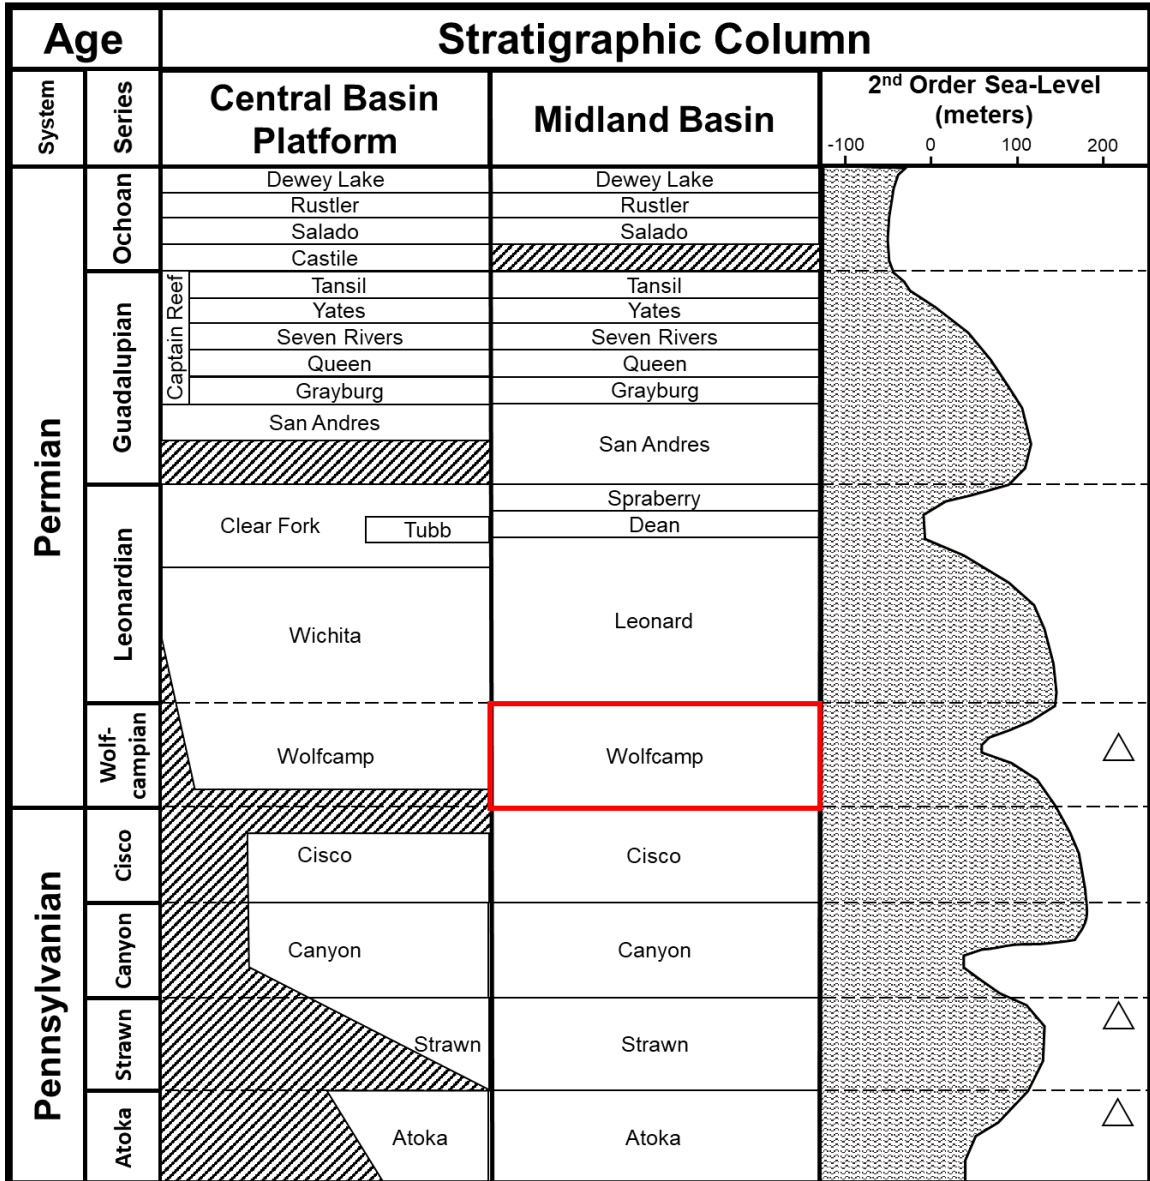 Age
Stratigraphic Column
System
Series
Central Basin
Platform
Midland Basin
2nd Order Sea-Level
(meters)
-100 0 100 200
Permian
Ochoan
Dewey Lake
Rustler
Salado
Castile
Dewey Lake
Rustler
Salado
Guadalupian
Captain Reef
Tansil
Yates
Seven Rivers
Queen
Grayburg
San Andres
Tansil
Yates
Seven Rivers
Queen
Grayburg
San Andres
Leonardian
Clear Fork
Tubb
Wichita
Spraberry
Dean
Leonard
Wolf-
campian
Wolfcamp
Wolfcamp
Pennsylvanian
Cisco
Cisco
Cisco
Canyon
Canyon
Canyon
Strawn
Strawn
Strawn
Atoka
Atoka
Atoka